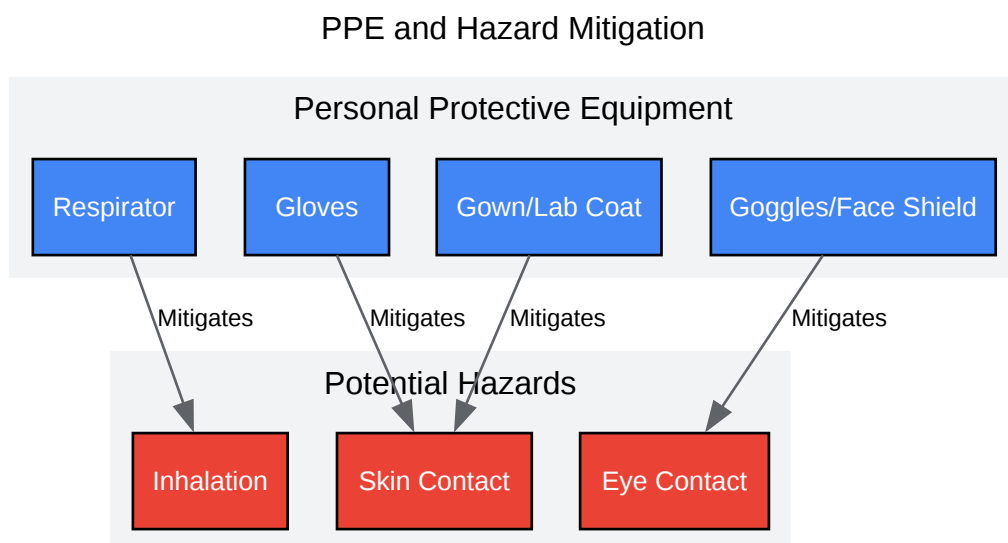 PPE and Hazard Mitigation
Personal Protective Equipment
Respirator
Gloves
Gown/Lab Coat
Goggles/Face Shield
Mitigates
Mitigates
Mitigates
Mitigates
Potential Hazards
Inhalation
Skin Contact
Eye Contact